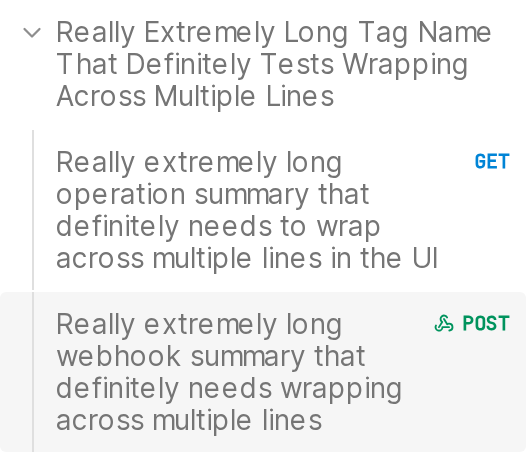 Really Extremely Long Tag Name
That Definitely Tests Wrapping
Across Multiple Lines
Really extremely long GET
operation summary that
definitely needs to wrap
across multiple lines in the UI
Really extremely long POST
webhook summary that
definitely needs wrapping
across multiple lines